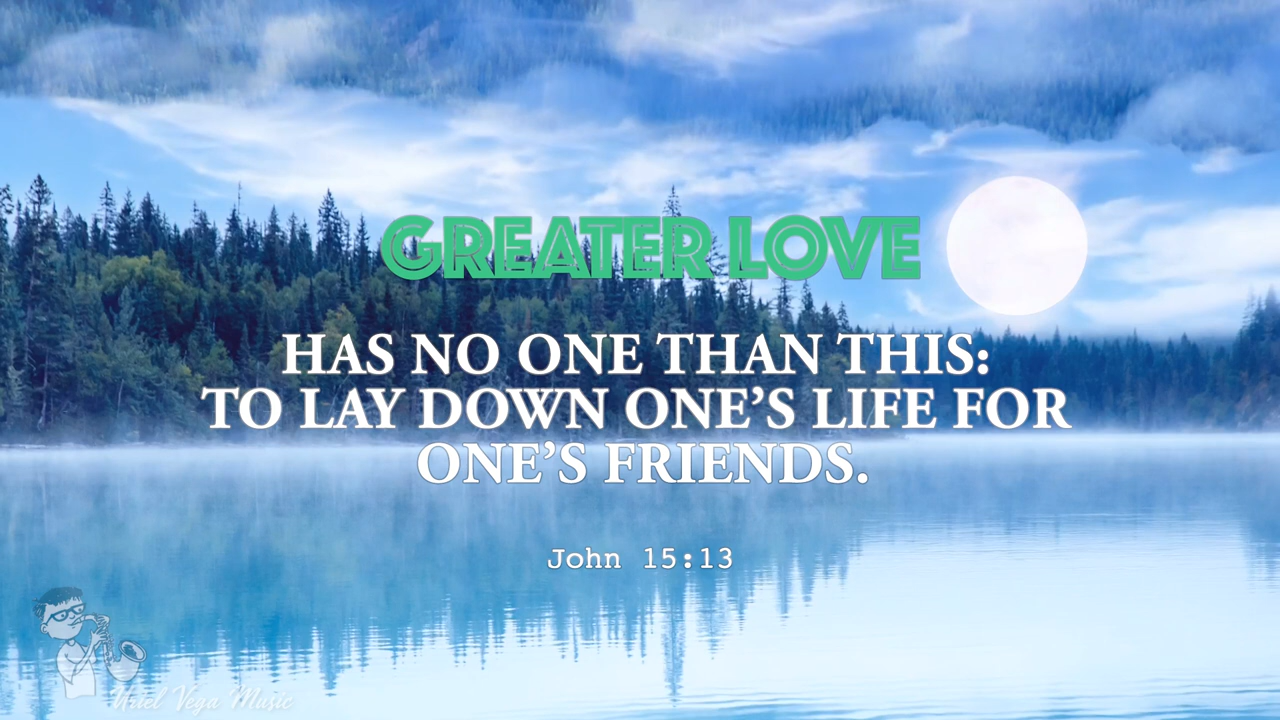 GREATER LOVE
HAS NO ONE THAN THIS:
TO LAY DOWN ONE’S LIFE FOR
ONE’S FRIENDS.
John 15:13
Uriel Vega Music